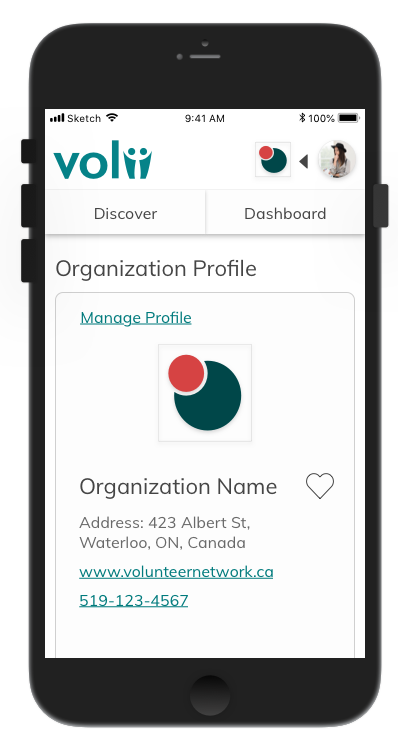 Sketch 9:41 AM 100%
volii
Discover Dashboard
Organization Profile
Manage Profile
Organization Name
Address: 423 Albert St,
Waterloo, ON, Canada
www.volunteernetwork.ca
519-123-4567